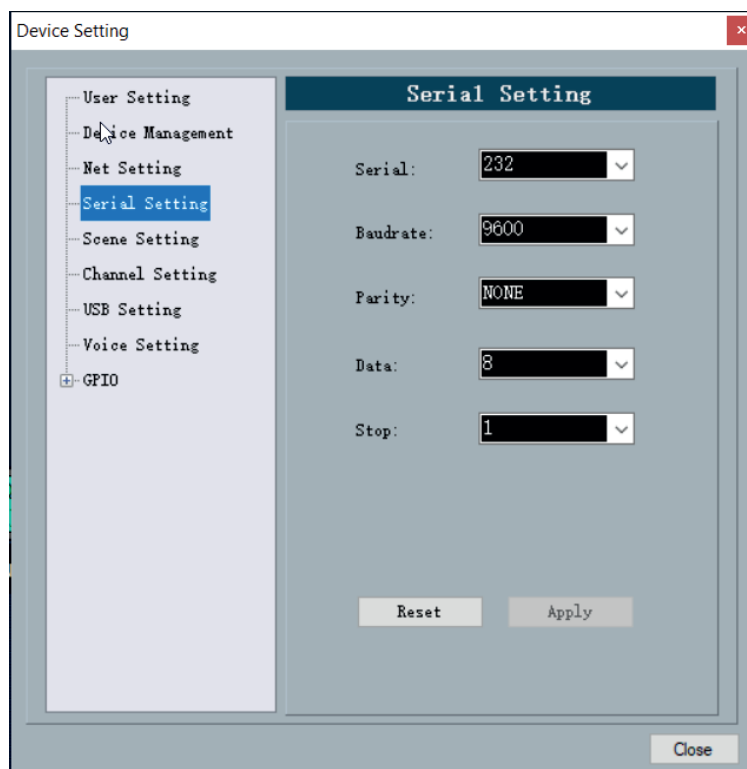 Device Setting
User Setting
Device Management
Net Setting
Serial Setting
Scene Setting
Channel Setting
USB Setting
Voice Setting
GPIO
Serial Setting
Serial: 232
Baudrate: 9600
Parity: NONE
Data: 8
Stop: 1
Reset Apply
Close